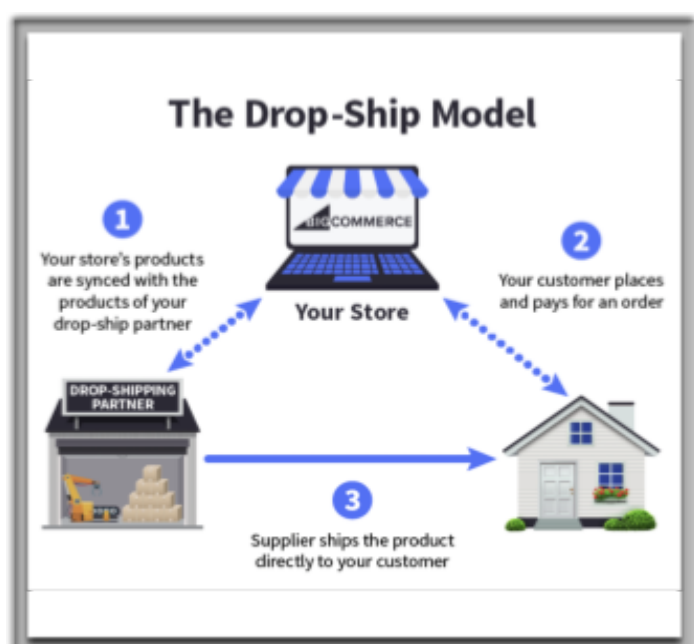 The Drop-Ship Model
1
Your store's products
are synced with the
products of your
drop-ship partner
BIGCOMMERCE
Your Store
2
Your customer places
and pays for an order
DROP-SHIPPING
PARTNER
3
Supplier ships the product
directly to your customer